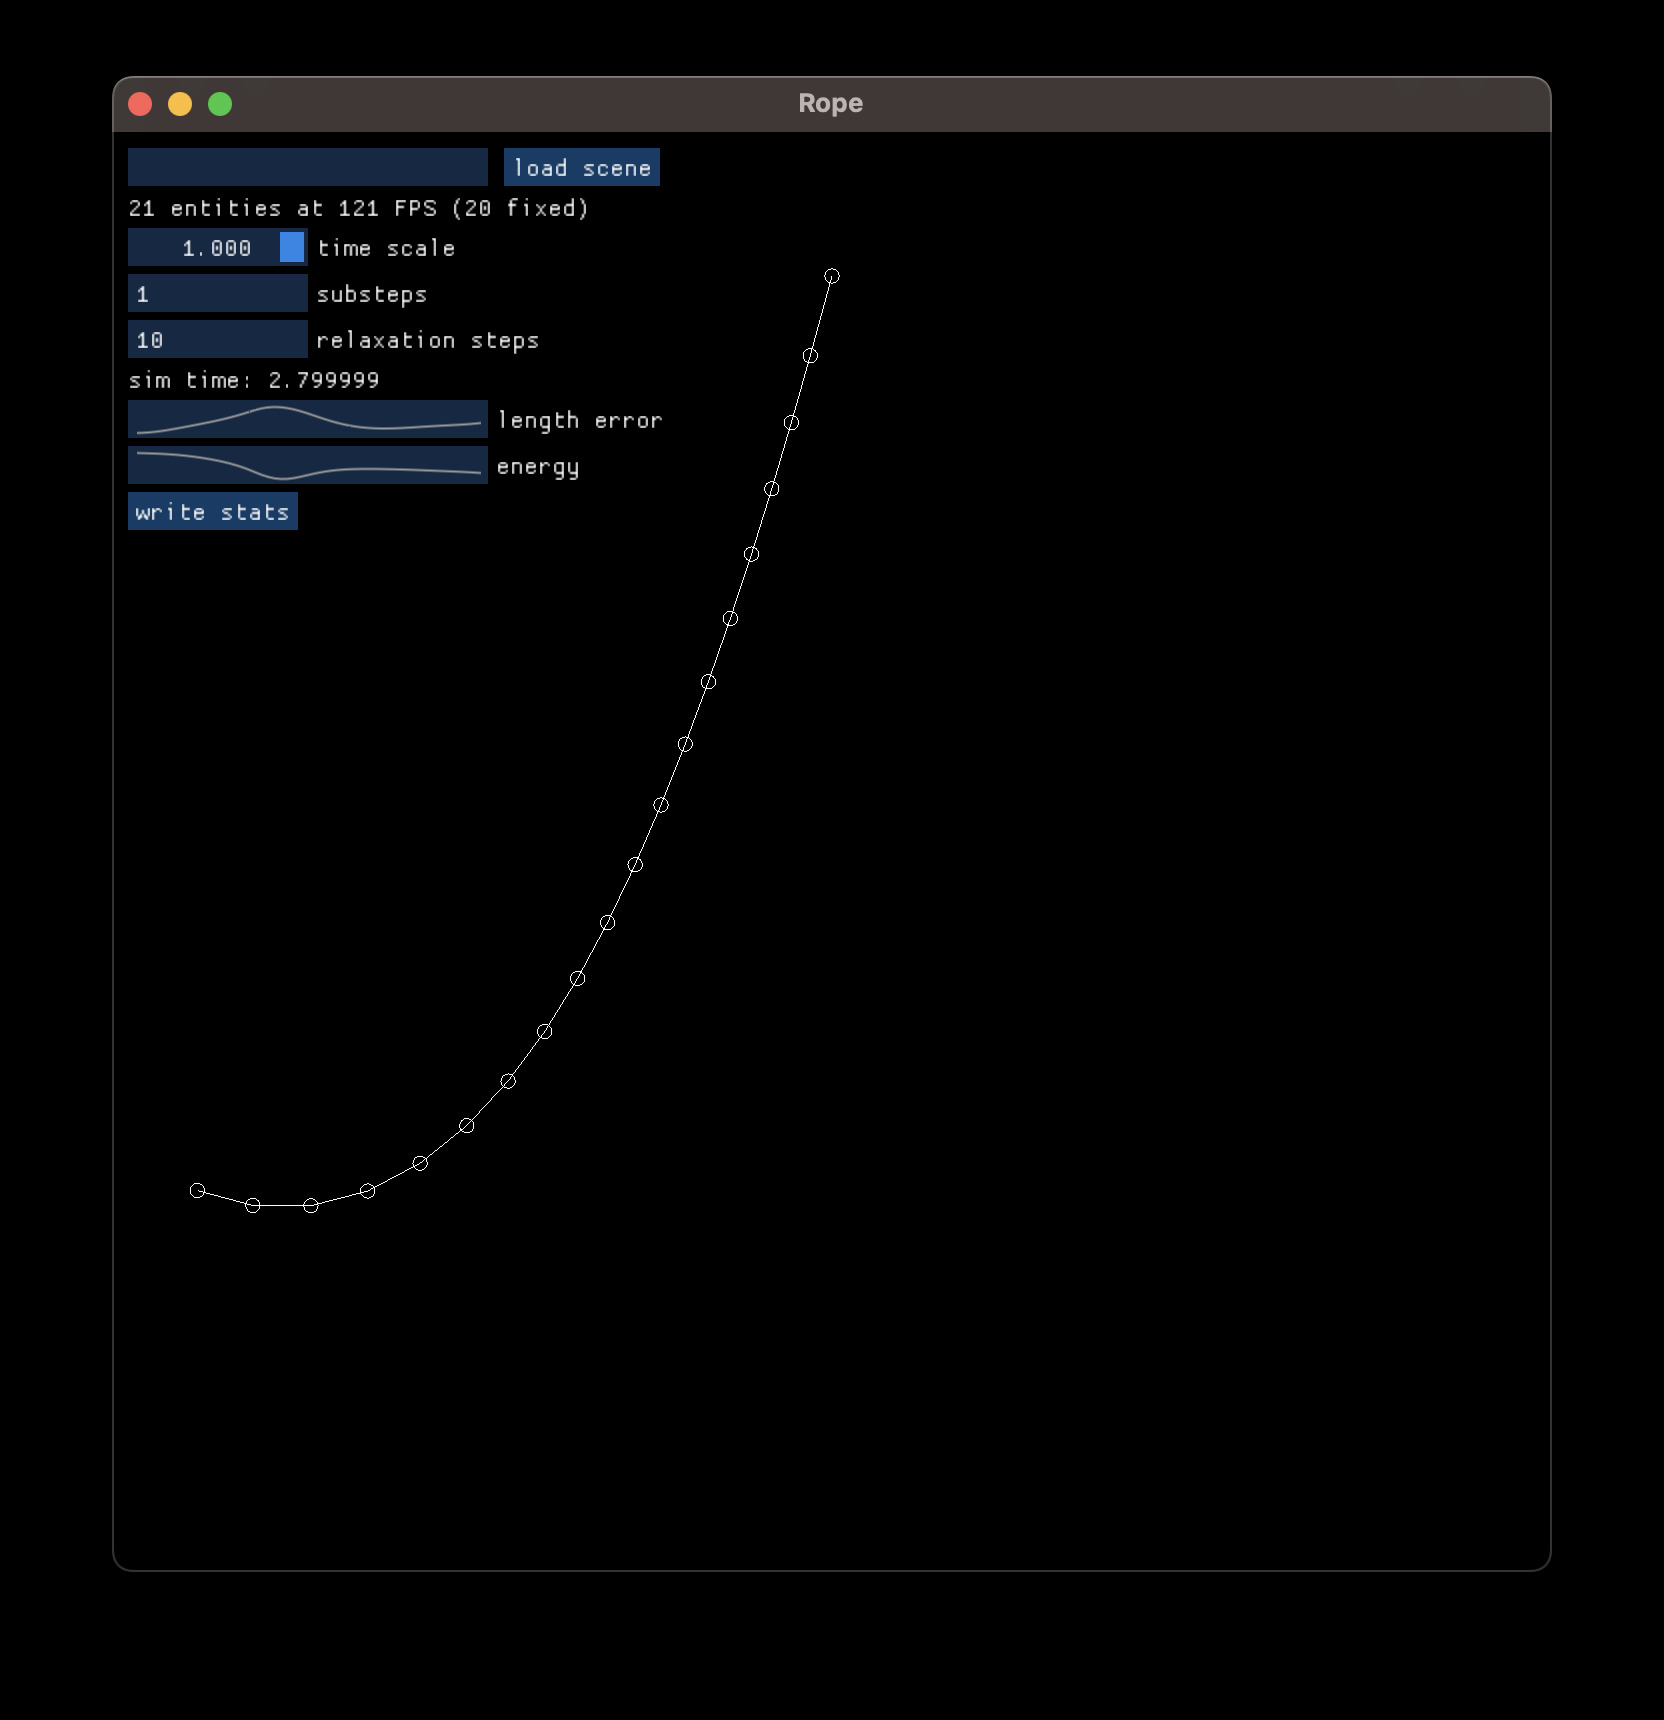 Rope
load scene
21 entities at 121 FPS (20 fixed)
1.000 time scale
1 substeps
10 relaxation steps
sim time: 2.799999
length error
energy
write stats